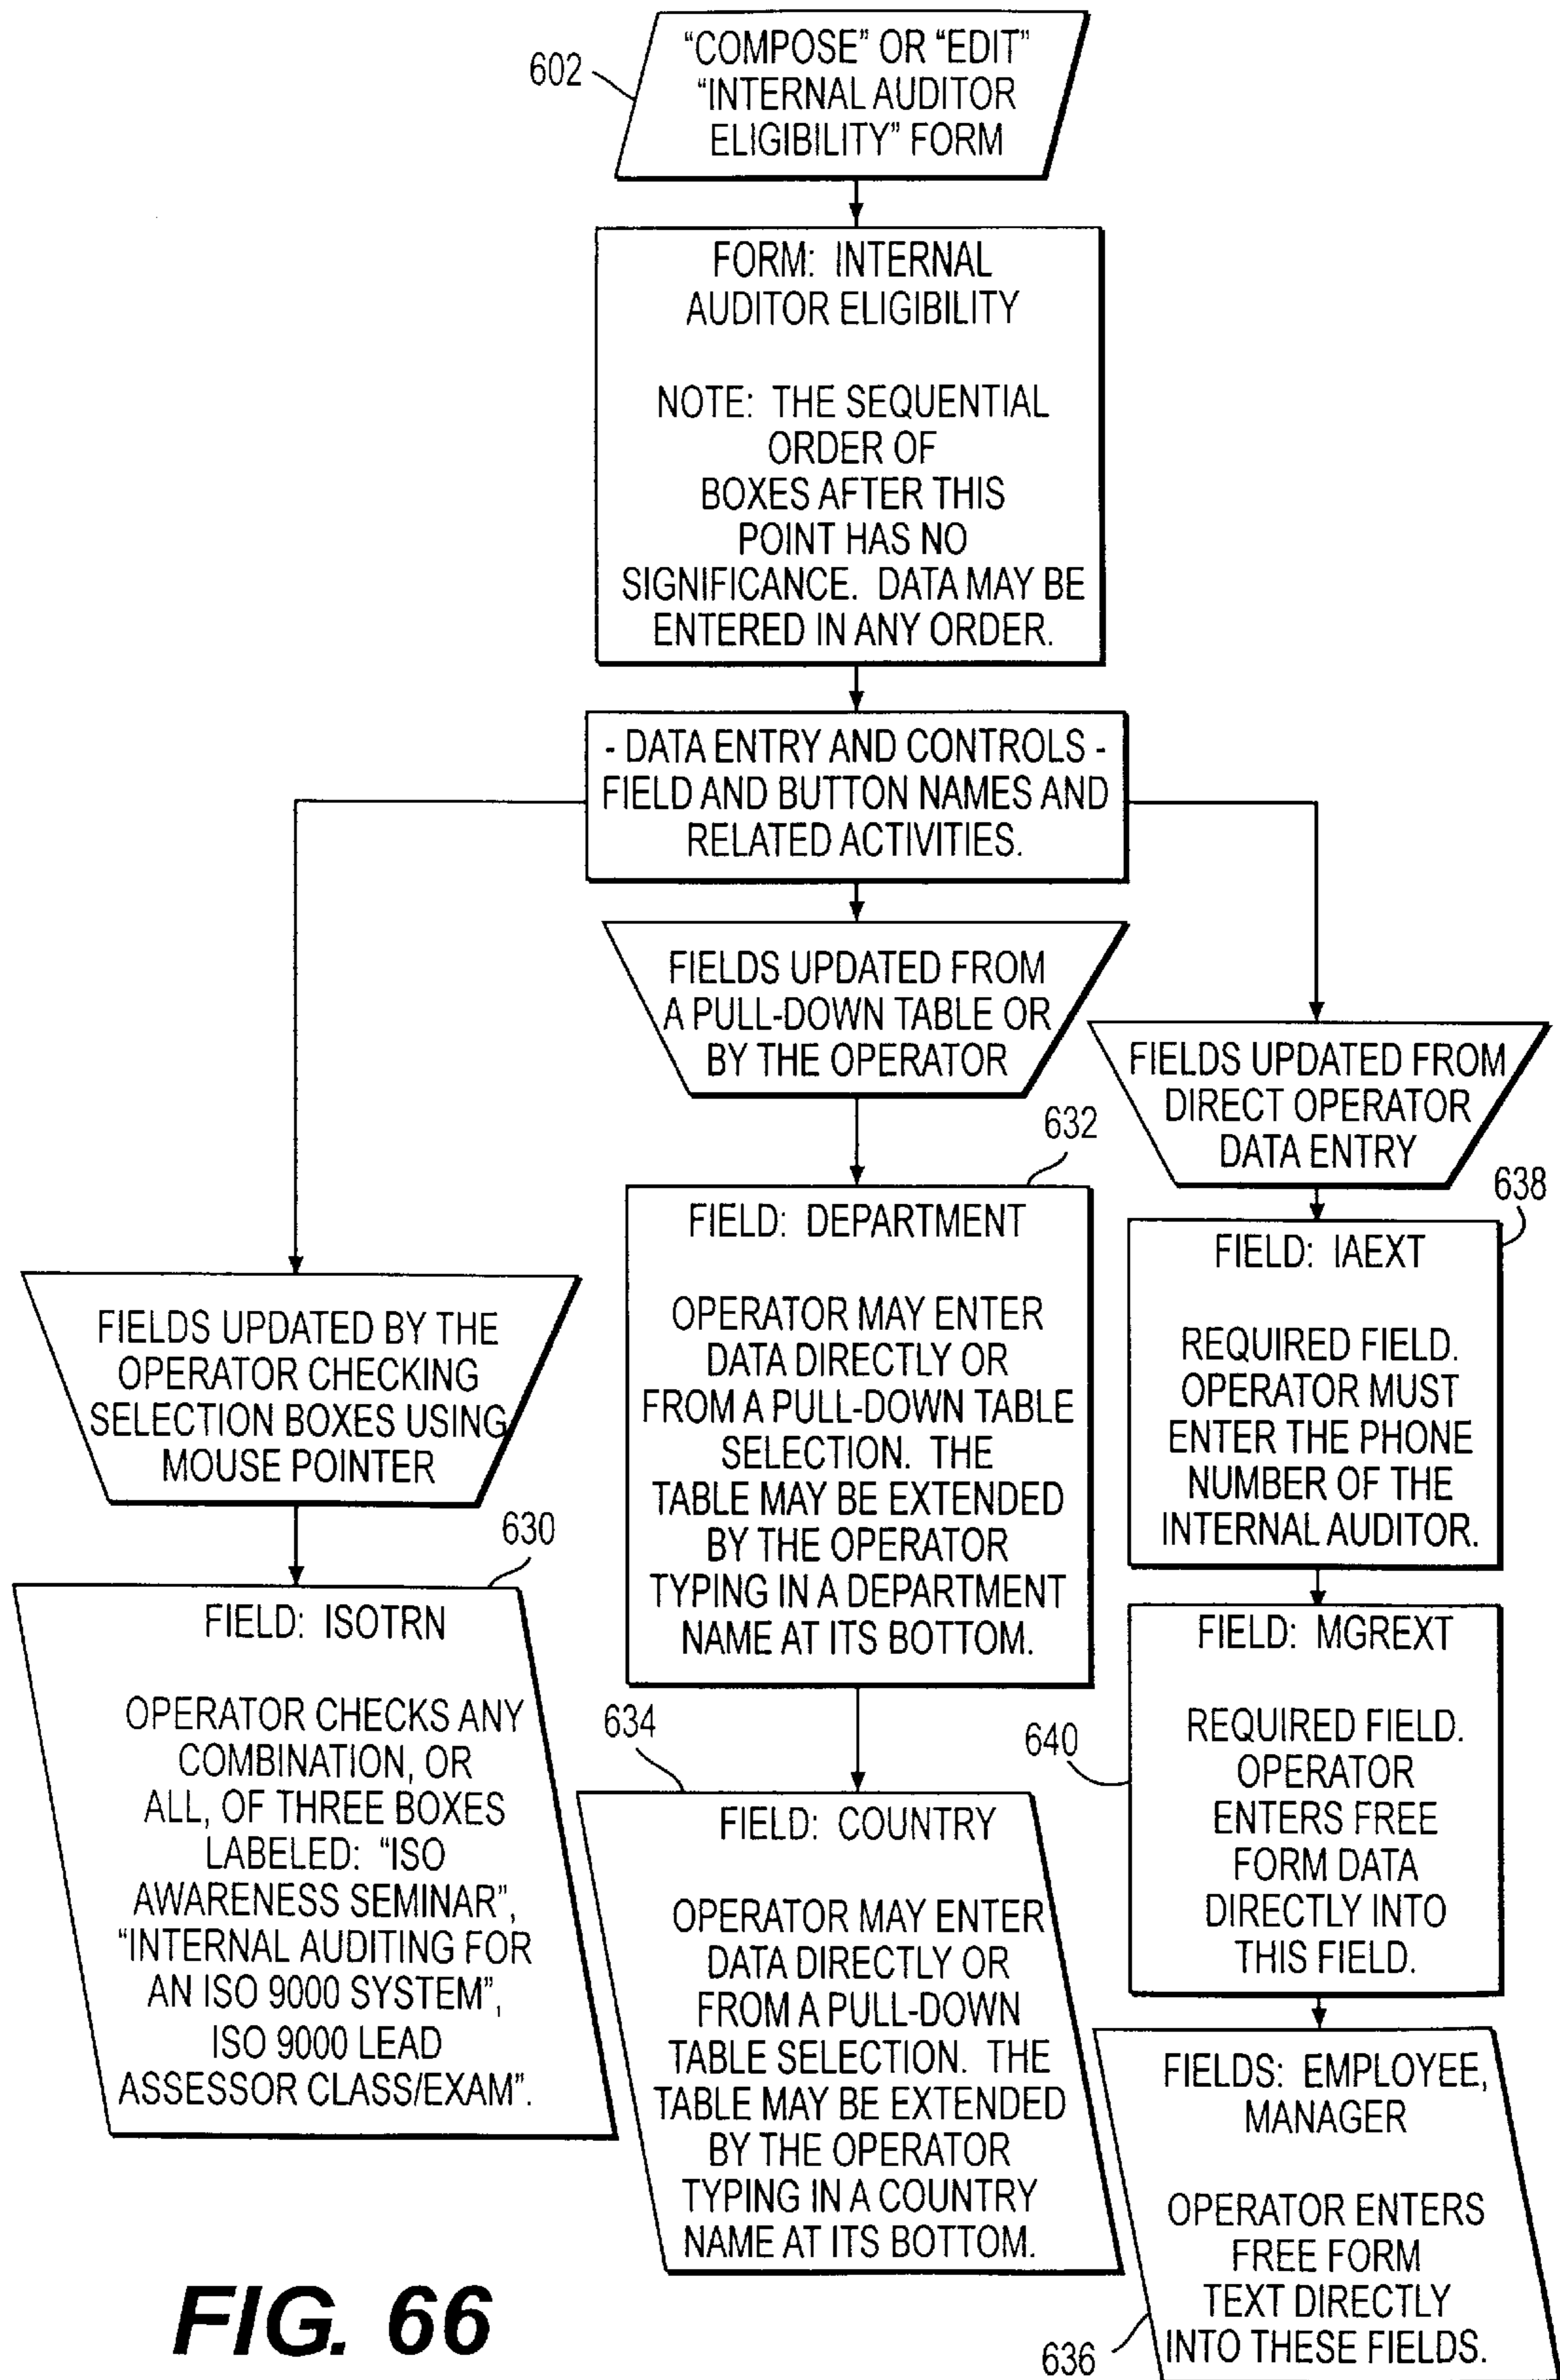 602
“COMPOSE” OR “EDIT”
“INTERNAL AUDITOR
ELIGIBILITY” FORM
FORM: INTERNAL
AUDITOR ELIGIBILITY
NOTE: THE SEQUENTIAL
ORDER OF
BOXES AFTER THIS
POINT HAS NO
SIGNIFICANCE. DATA MAY BE
ENTERED IN ANY ORDER.
- DATA ENTRY AND CONTROLS -
FIELD AND BUTTON NAMES AND
RELATED ACTIVITIES.
FIELDS UPDATED BY THE
OPERATOR CHECKING
SELECTION BOXES USING
MOUSE POINTER
630
FIELD: ISOTRN
OPERATOR CHECKS ANY
COMBINATION, OR
ALL, OF THREE BOXES
LABELED: “ISO
AWARENESS SEMINAR”,
“INTERNAL AUDITING FOR
AN ISO 9000 SYSTEM”,
ISO 9000 LEAD
ASSESSOR CLASS/EXAM”.
FIELDS UPDATED FROM
A PULL-DOWN TABLE OR
BY THE OPERATOR
632
FIELD: DEPARTMENT
OPERATOR MAY ENTER
DATA DIRECTLY OR
FROM A PULL-DOWN TABLE
SELECTION. THE
TABLE MAY BE EXTENDED
BY THE OPERATOR
TYPING IN A DEPARTMENT
NAME AT ITS BOTTOM.
634
FIELD: COUNTRY
OPERATOR MAY ENTER
DATA DIRECTLY OR
FROM A PULL-DOWN
TABLE SELECTION. THE
TABLE MAY BE EXTENDED
BY THE OPERATOR
TYPING IN A COUNTRY
NAME AT ITS BOTTOM.
FIELDS UPDATED FROM
DIRECT OPERATOR
DATA ENTRY
638
FIELD: IAEXT
REQUIRED FIELD.
OPERATOR MUST
ENTER THE PHONE
NUMBER OF THE
INTERNAL AUDITOR.
640
FIELD: MGREXT
REQUIRED FIELD.
OPERATOR
ENTERS FREE
FORM DATA
DIRECTLY INTO
THIS FIELD.
FIELDS: EMPLOYEE,
MANAGER
OPERATOR ENTERS
FREE FORM
TEXT DIRECTLY
INTO THESE FIELDS.
636
FIG. 66